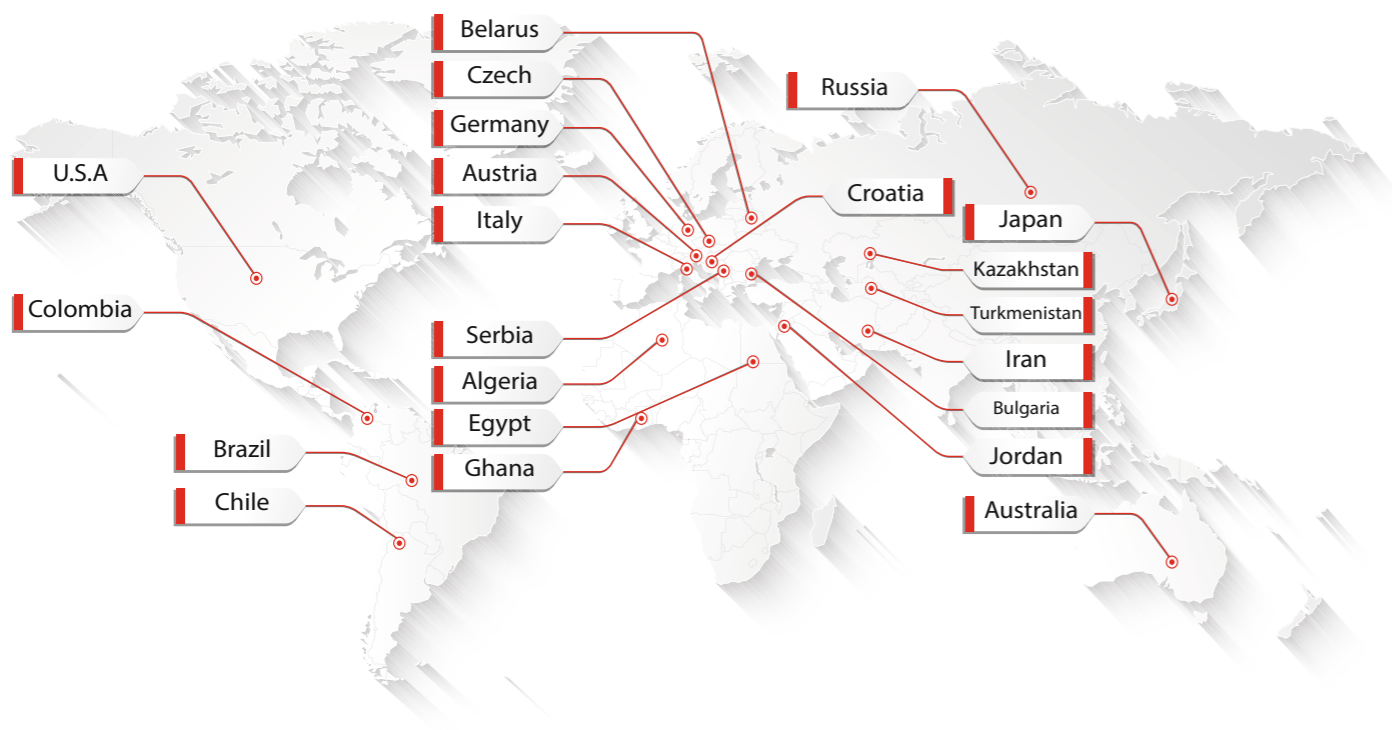 Belarus
Czech
Germany
Austria
Italy
U.S.A
Colombia
Brazil
Chile
Serbia
Algeria
Egypt
Ghana
Russia
Croatia
Japan
Kazakhstan
Turkmenistan
Iran
Bulgaria
Jordan
Australia